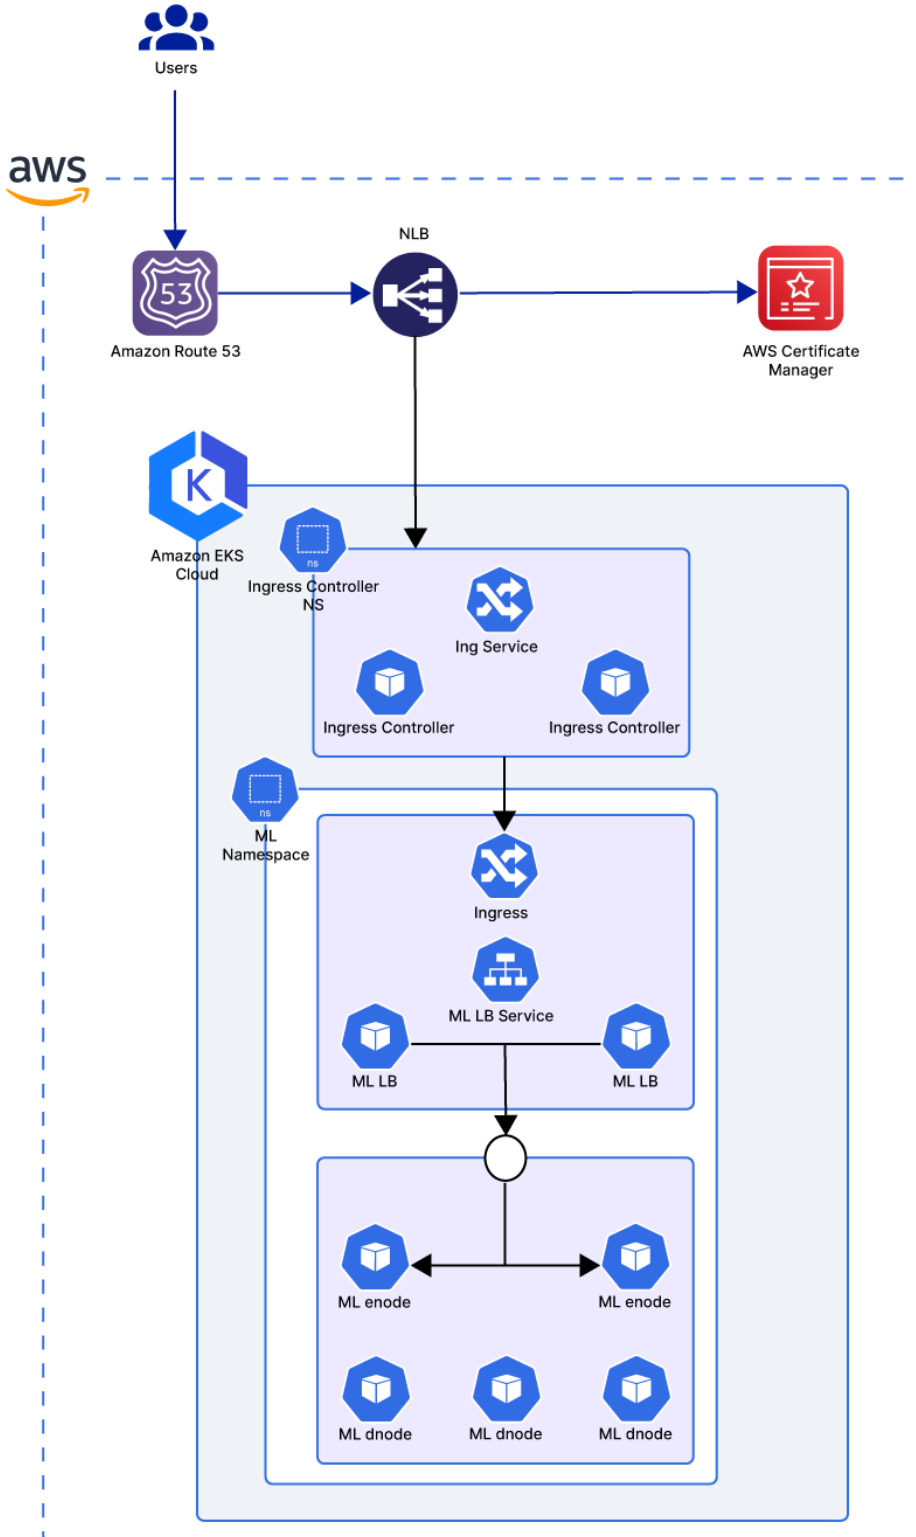 Users
aws
NLB
53
Amazon Route 53
AWS Certificate
Manager
K
Amazon EKS
Cloud
ns
Ingress Controller
NS
Ing Service
Ingress Controller
Ingress Controller
ns
ML
Namespace
Ingress
ML LB Service
ML LB
ML LB
ML enode
ML enode
ML dnode
ML dnode
ML dnode